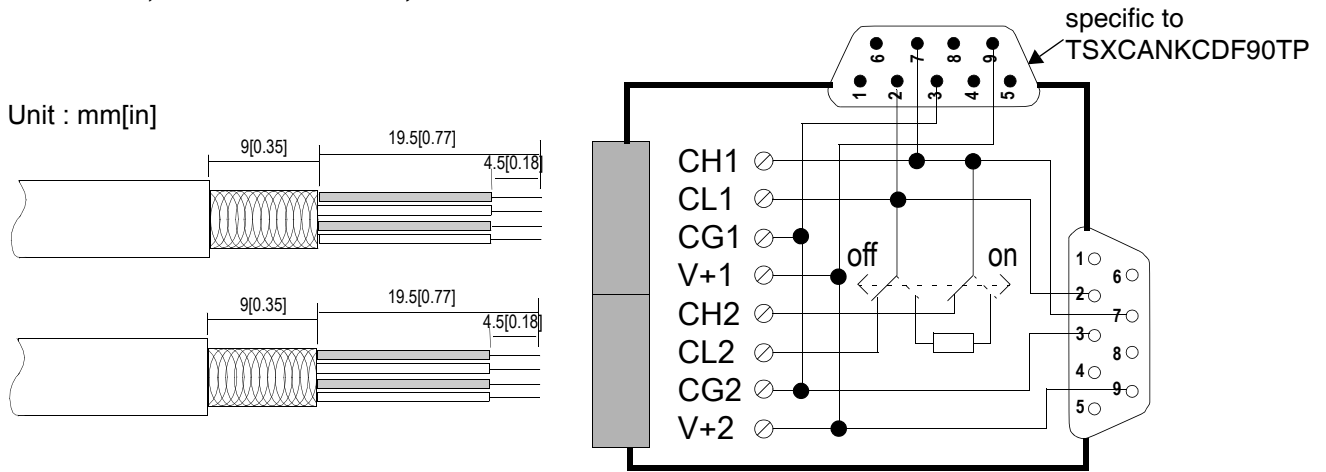 specific to
TSXCANKCDF90TP
6 7 8 9
1 2 3 4 5
Unit : mm[in]
9[0.35]
19.5[0.77]
4.5[0.18]
9[0.35]
19.5[0.77]
4.5[0.18]
CH1
CL1
CG1
V+1
CH2
CL2
CG2
V+2
off
on
1
6
2
7
3
8
4
9
5